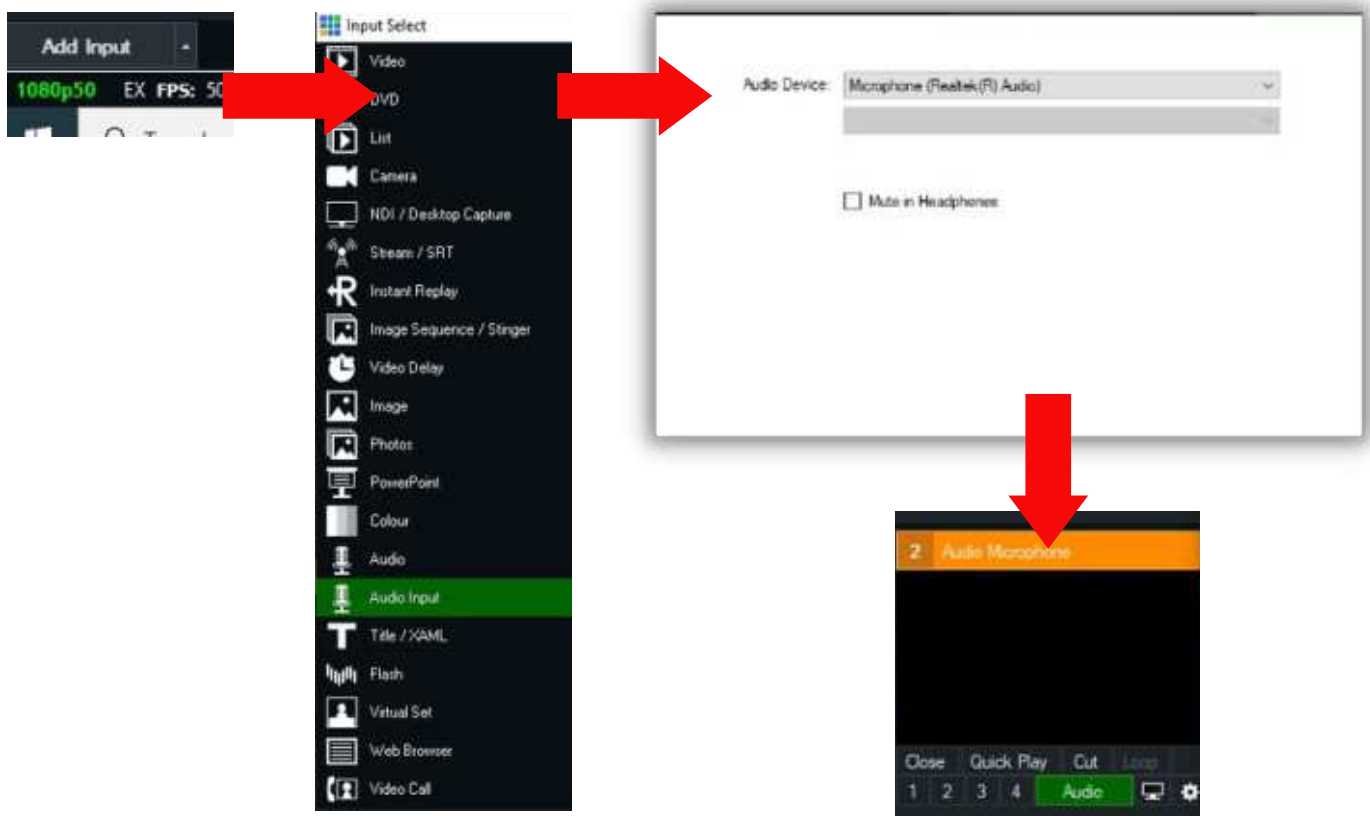 Add Input
1080p50 EX FPS: 50
Input Select
Video
DVD
List
Camera
NDI / Desktop Capture
Stream / SRT
Instant Replay
Image Sequence / Stinger
Video Delay
Image
Photos
PowerPoint
Colour
Audio
Audio Input
Title / XAML
Flash
Virtual Set
Web Browser
Video Call
Audio Device: Microphone (Realtek(R) Audio)
Mute in Headphones
2 Audio Microphone
Close Quick Play Cut Loop
1 2 3 4 Audio